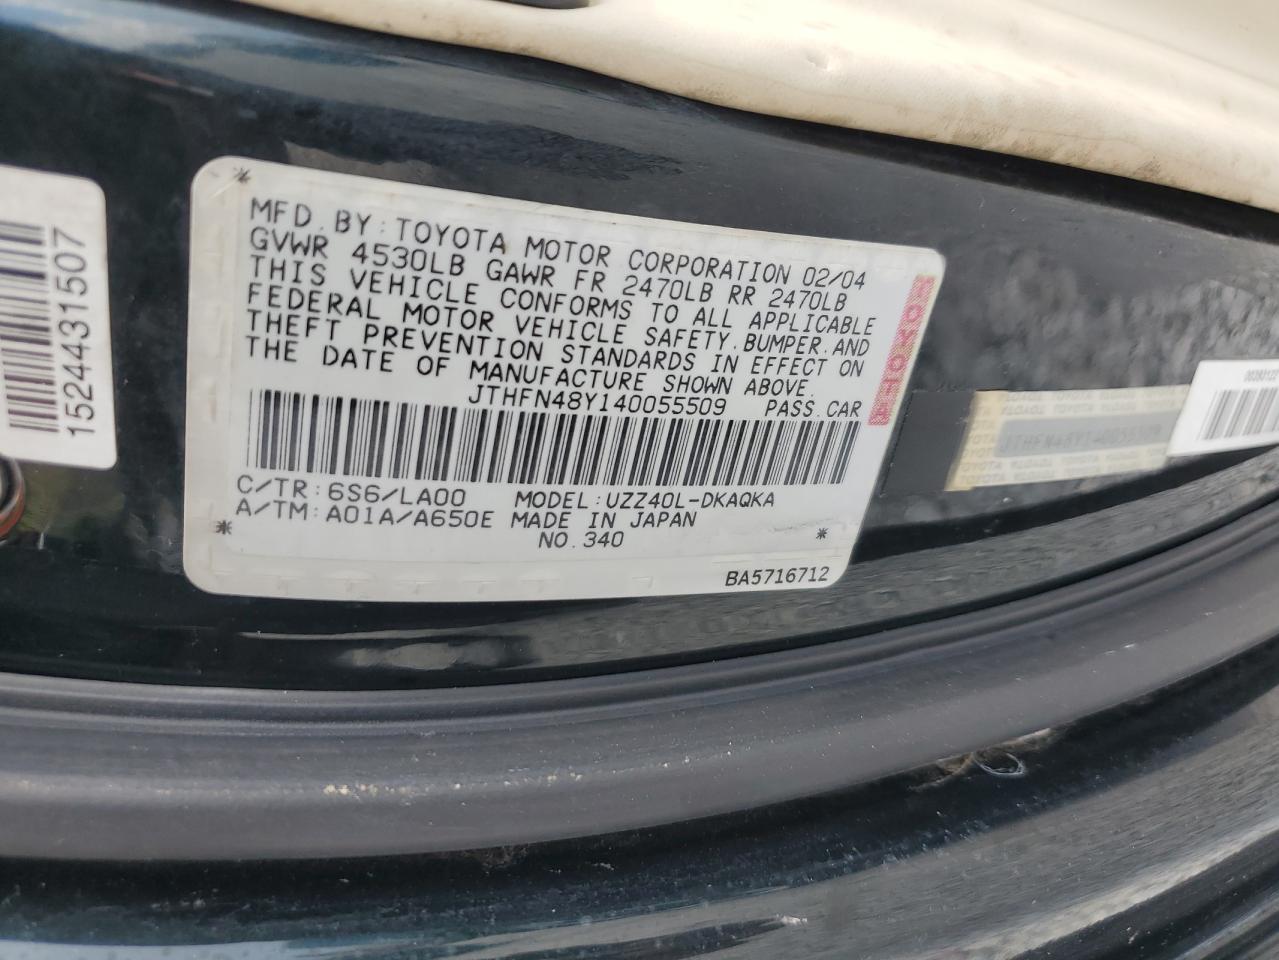 MFD. BY: TOYOTA MOTOR CORPORATION 02/04
GVWR 4530LB GAWR FR 2470LB RR 2470LB
THIS VEHICLE CONFORMS TO ALL APPLICABLE
FEDERAL MOTOR VEHICLE SAFETY, BUMPER, AND
THEFT PREVENTION STANDARDS IN EFFECT ON
THE DATE OF MANUFACTURE SHOWN ABOVE.
JTHFN48Y140055509 PASS. CAR
C/TR: 6S6/LA00 MODEL: UZZ40L-DKAQKA
A/TM: A01A/A650E MADE IN JAPAN
NO. 340
BA5716712
TOYOTA
1524431507
JTHFN48Y140055509